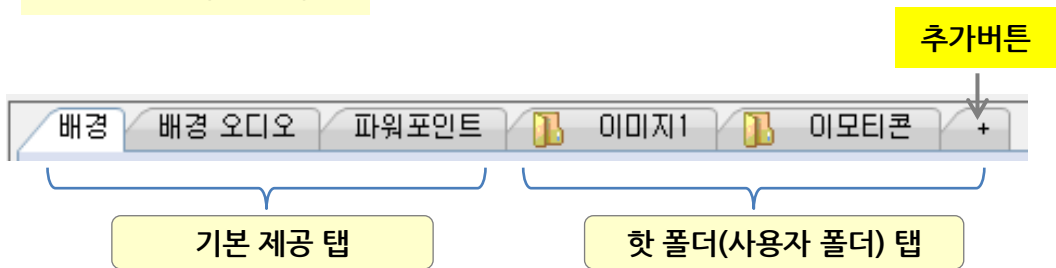 추가버튼
배경 배경 오디오 파워포인트 이미지1 이모티콘 +
기본 제공 탭 핫 폴더(사용자 폴더) 탭